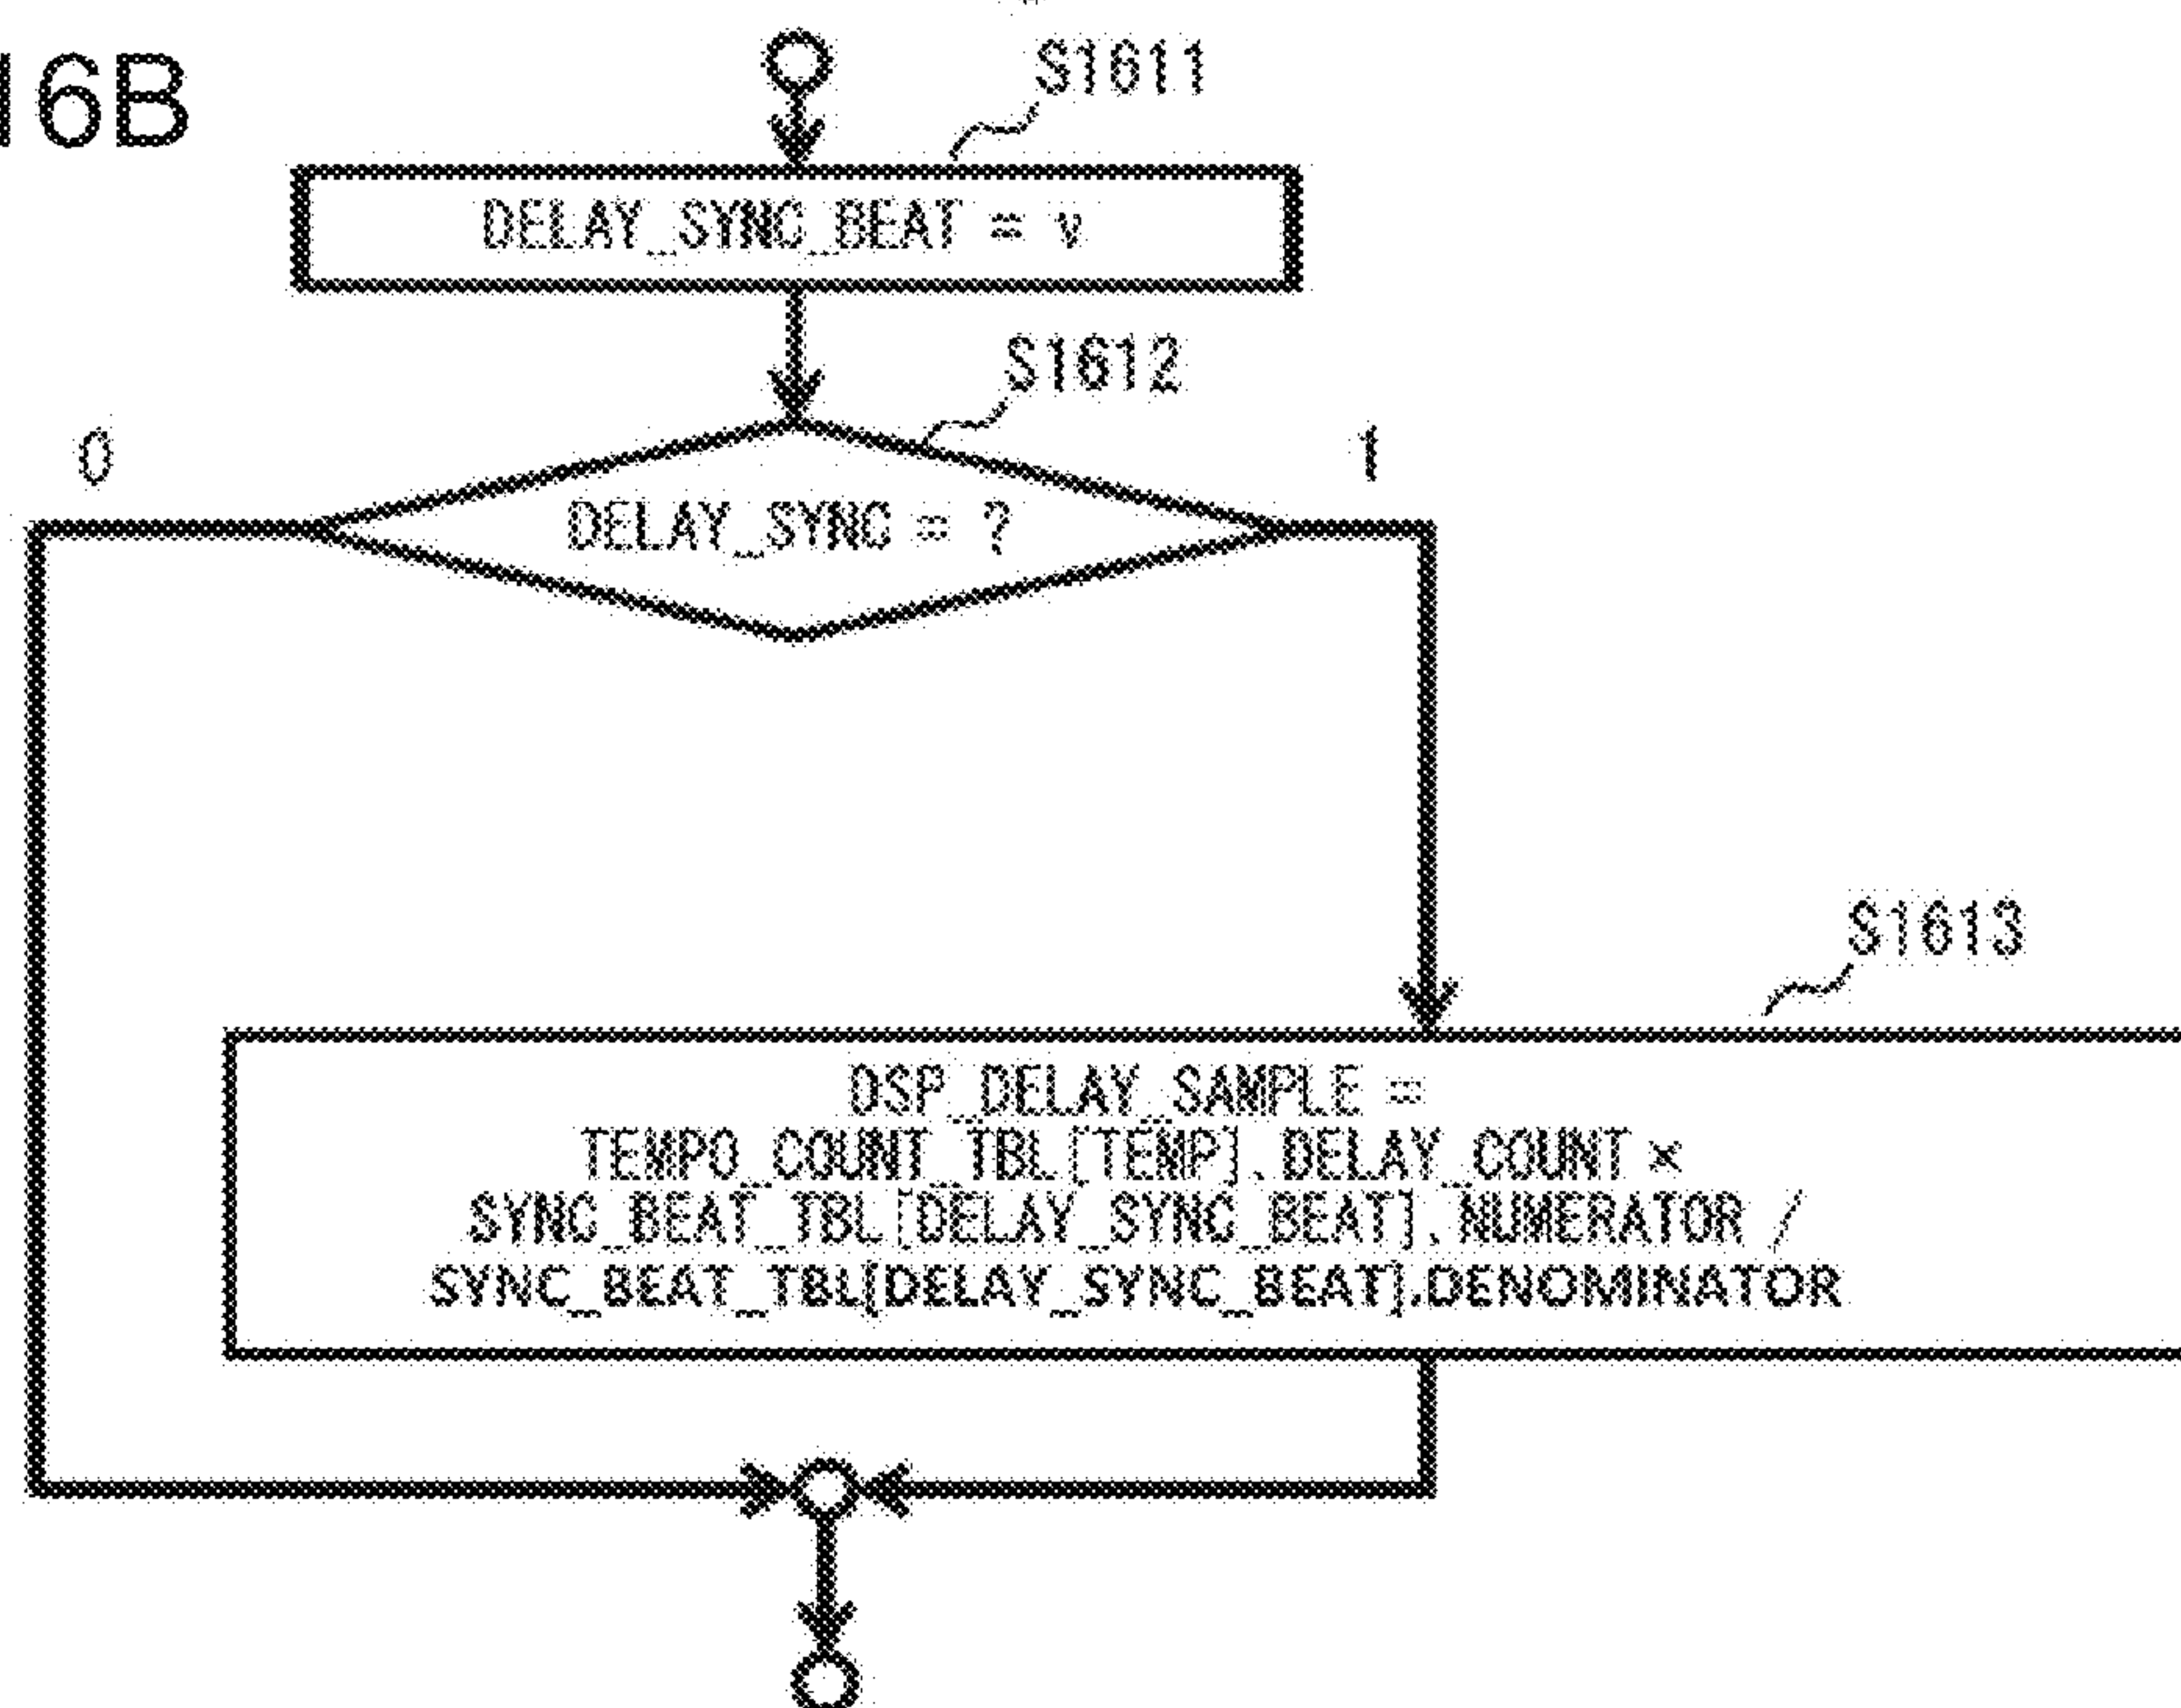 16B
S1611
DELAY_SYNC_BEAT = v
S1612
0
1
DELAY_SYNC = ?
S1613
DSP_DELAY_SAMPLE =
TEMPO_COUNT_TBL[TEMP].DELAY_COUNT ×
SYNC_BEAT_TBL[DELAY_SYNC_BEAT].NUMERATOR /
SYNC_BEAT_TBL[DELAY_SYNC_BEAT].DENOMINATOR